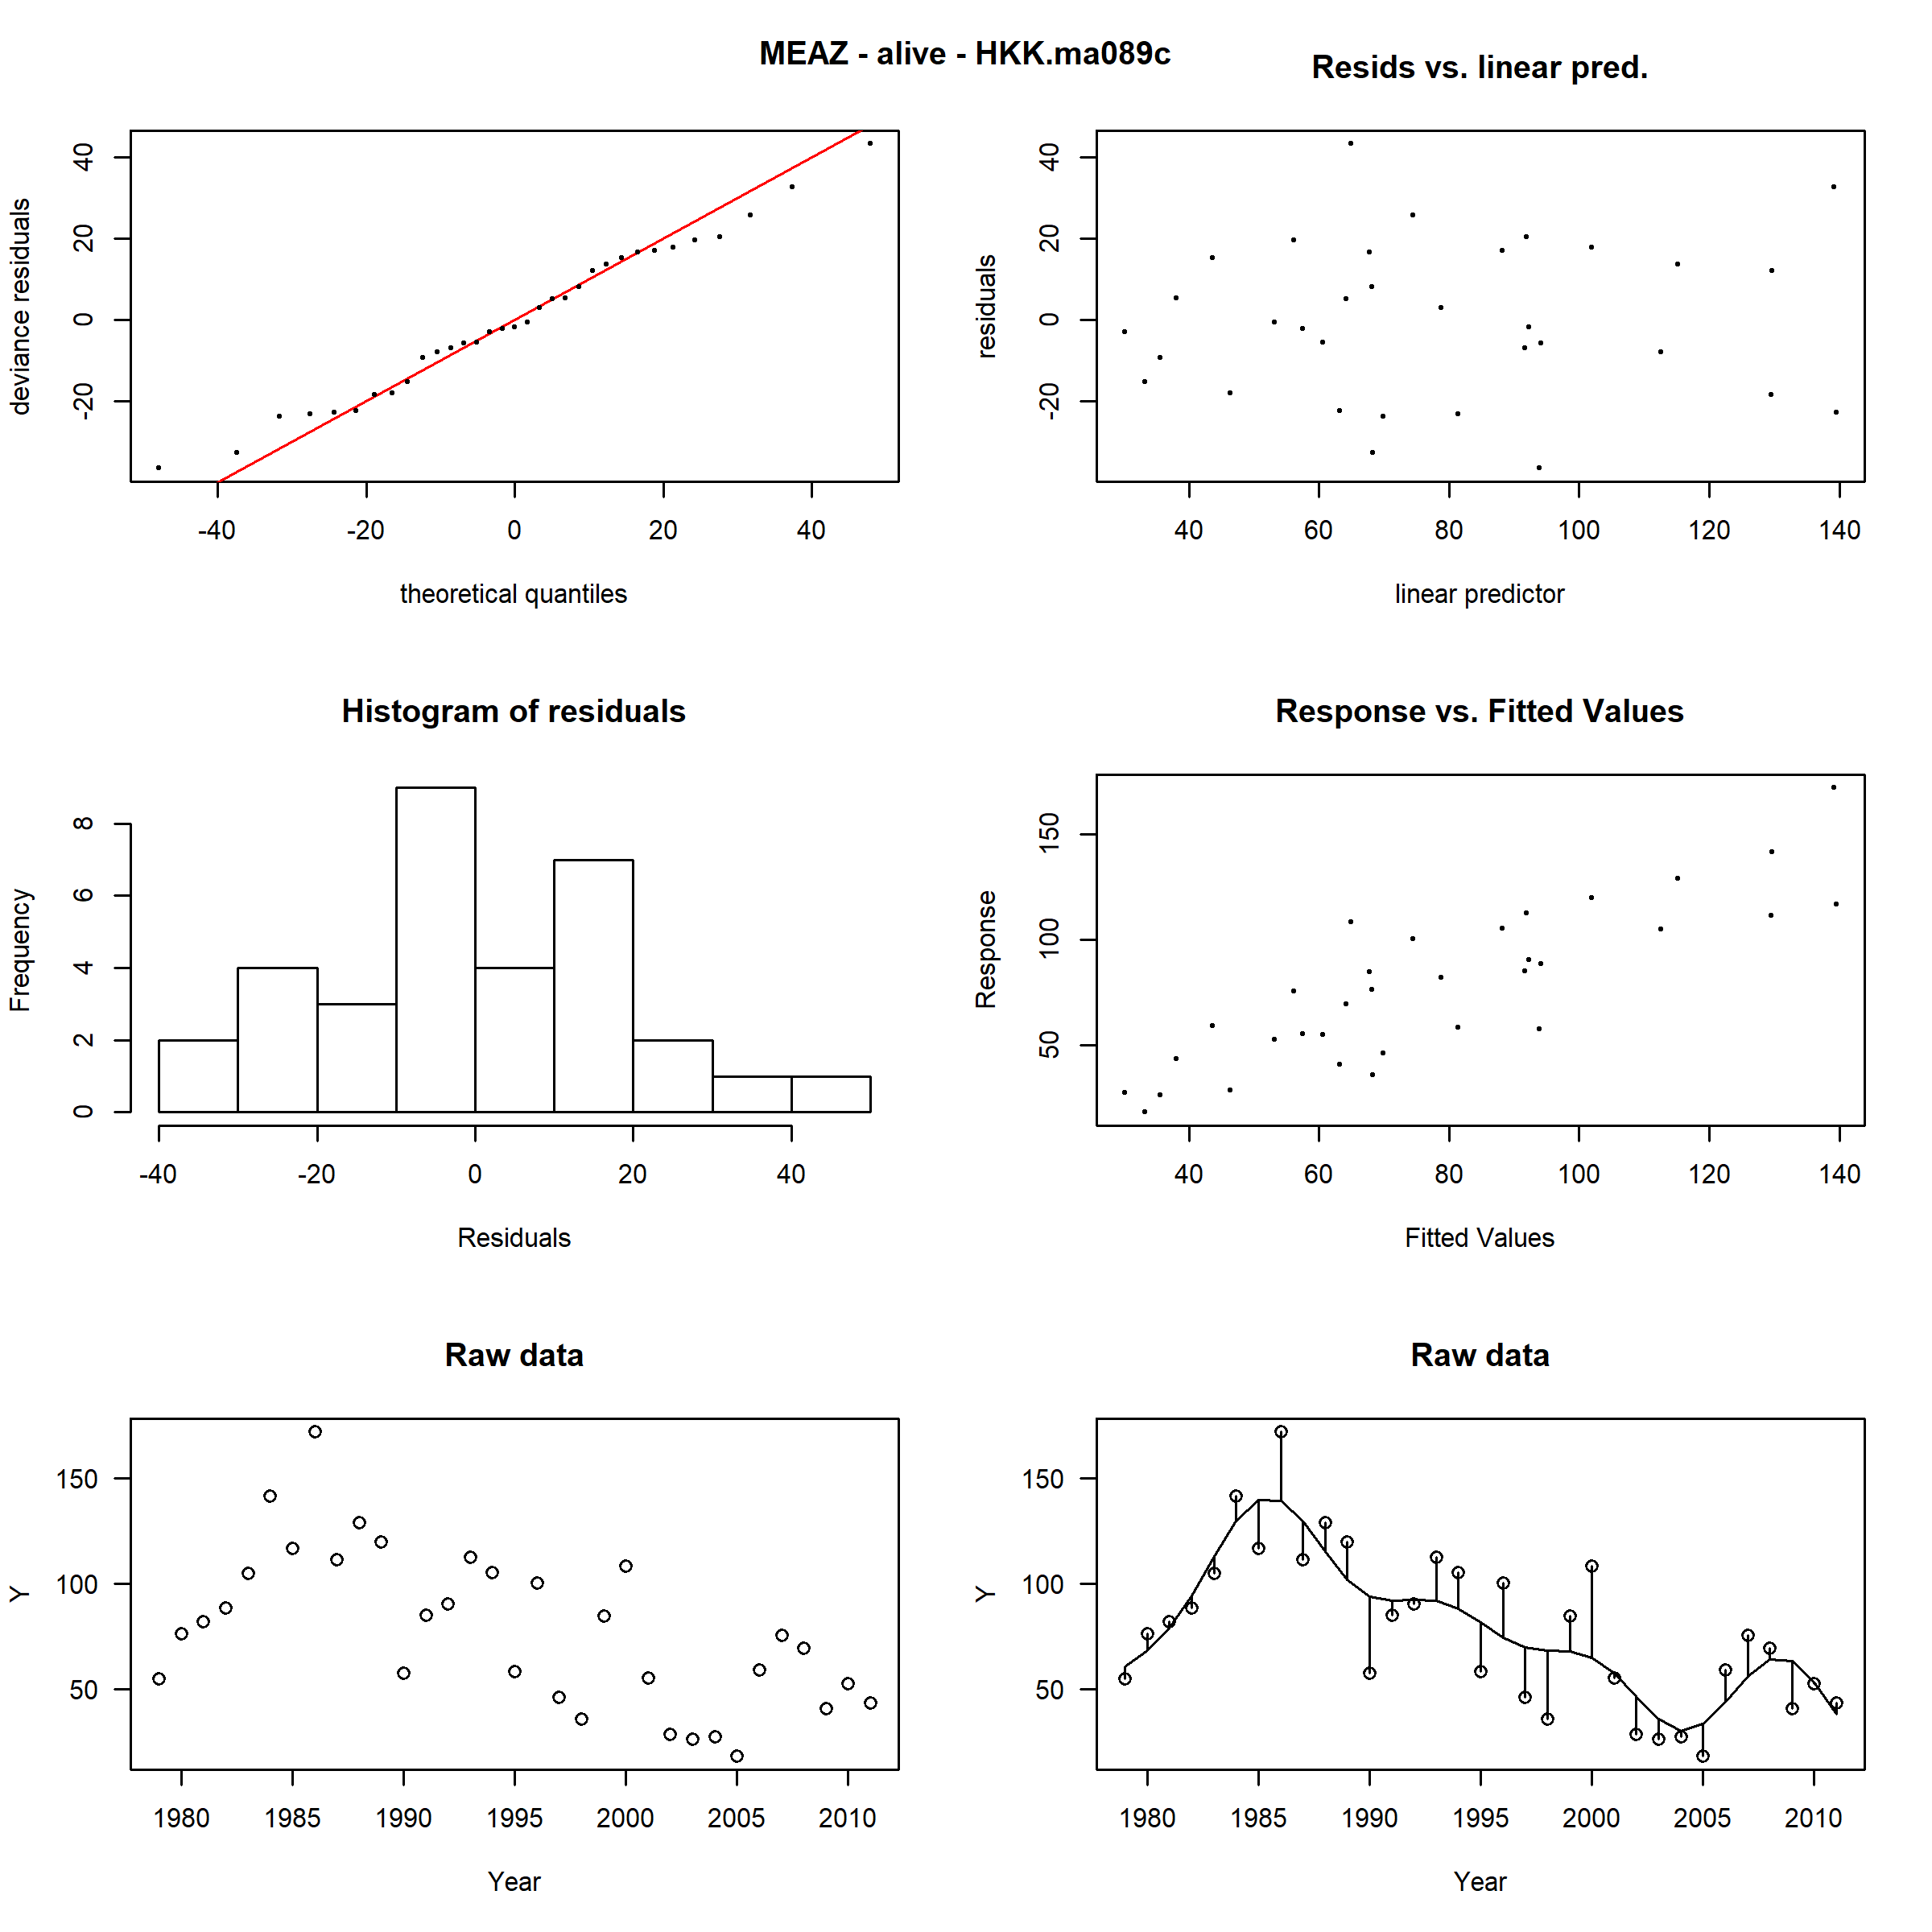 MEAZ - alive - HKK.ma089c
Resids vs. linear pred.
deviance residuals
-20 0 20 40
-40 -20 0 20 40
theoretical quantiles
residuals
-20 0 20 40
40 60 80 100 120 140
linear predictor
Histogram of residuals
Frequency
0 2 4 6 8
-40 -20 0 20 40
Residuals
Response vs. Fitted Values
Response
50 100 150
40 60 80 100 120 140
Fitted Values
Raw data
Y
50 100 150
1980 1985 1990 1995 2000 2005 2010
Year
Raw data
Y
50 100 150
1980 1985 1990 1995 2000 2005 2010
Year